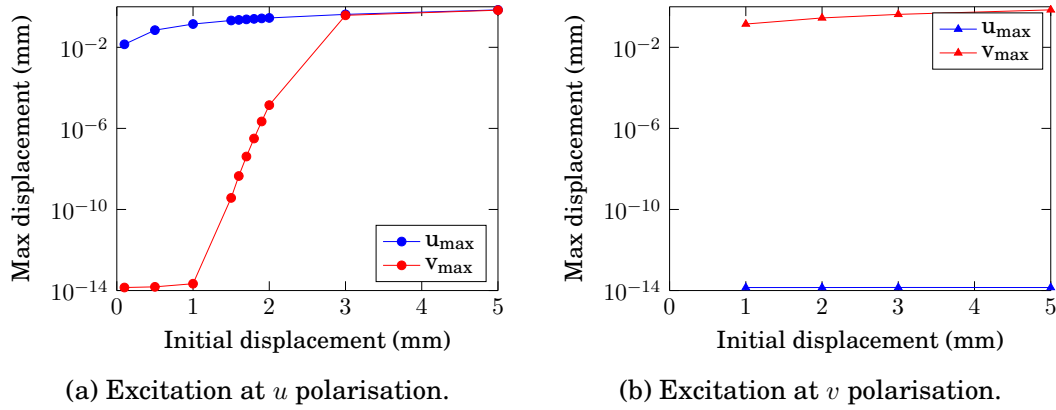 Max displacement (mm)
10⁻²
10⁻⁶
10⁻¹⁰
10⁻¹⁴
0 1 2 3 4 5
Initial displacement (mm)
u_max
v_max
(a) Excitation at u polarisation.
Max displacement (mm)
10⁻²
10⁻⁶
10⁻¹⁰
10⁻¹⁴
0 1 2 3 4 5
Initial displacement (mm)
u_max
v_max
(b) Excitation at v polarisation.